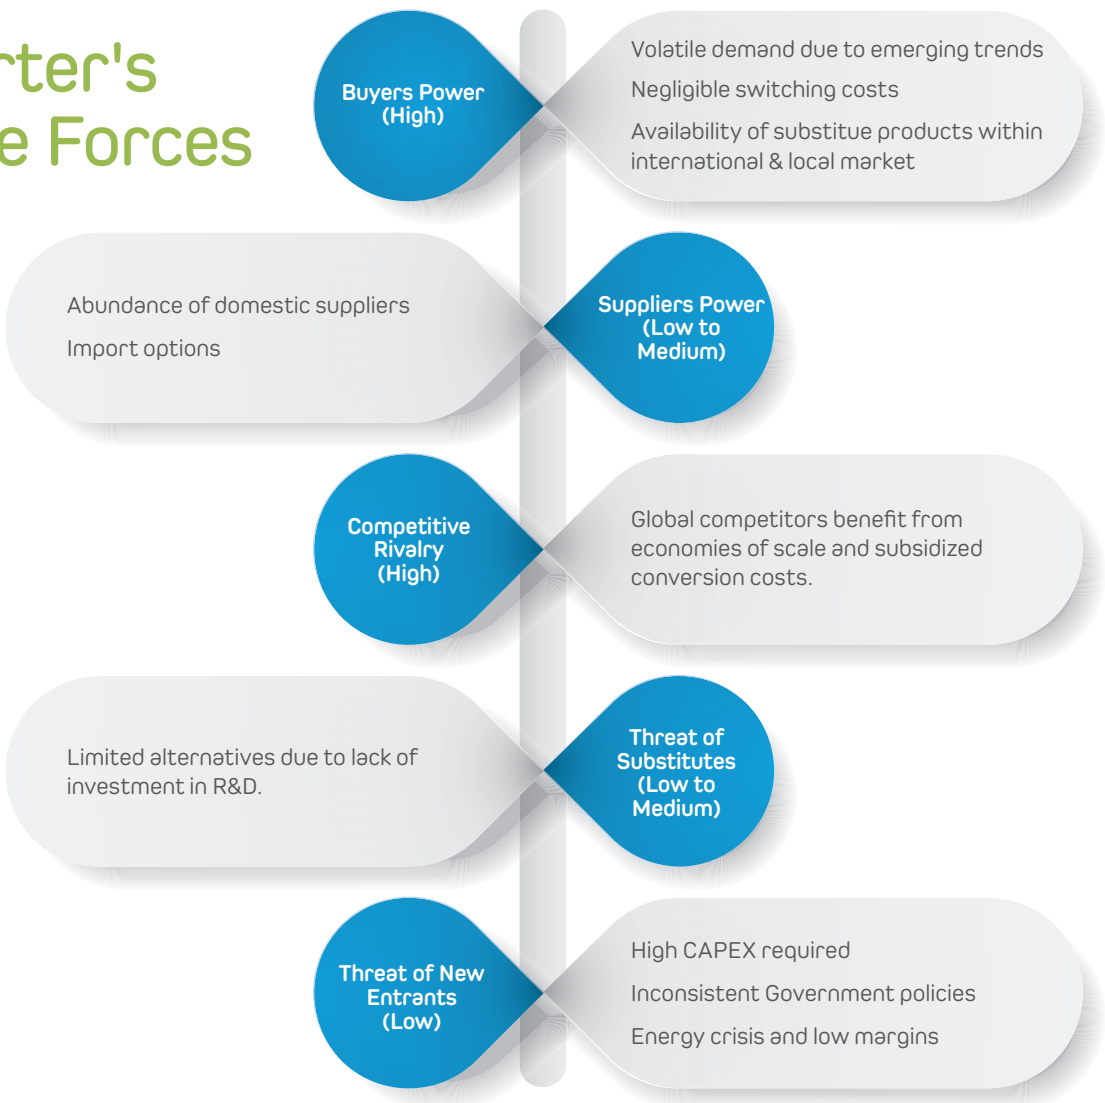 rter's
e Forces
Buyers Power
(High)
Volatile demand due to emerging trends
Negligible switching costs
Availability of substitue products within
international & local market
Abundance of domestic suppliers
Import options
Suppliers Power
(Low to
Medium)
Competitive
Rivalry
(High)
Global competitors benefit from
economies of scale and subsidized
conversion costs.
Limited alternatives due to lack of
investment in R&D.
Threat of
Substitutes
(Low to
Medium)
Threat of New
Entrants
(Low)
High CAPEX required
Inconsistent Government policies
Energy crisis and low margins